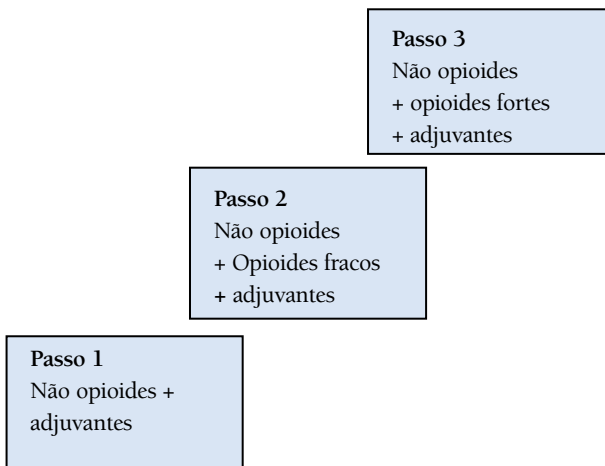 Passo 3
Não opioides
+ opioides fortes
+ adjuvantes
Passo 2
Não opioides
+ Opioides fracos
+ adjuvantes
Passo 1
Não opioides +
adjuvantes